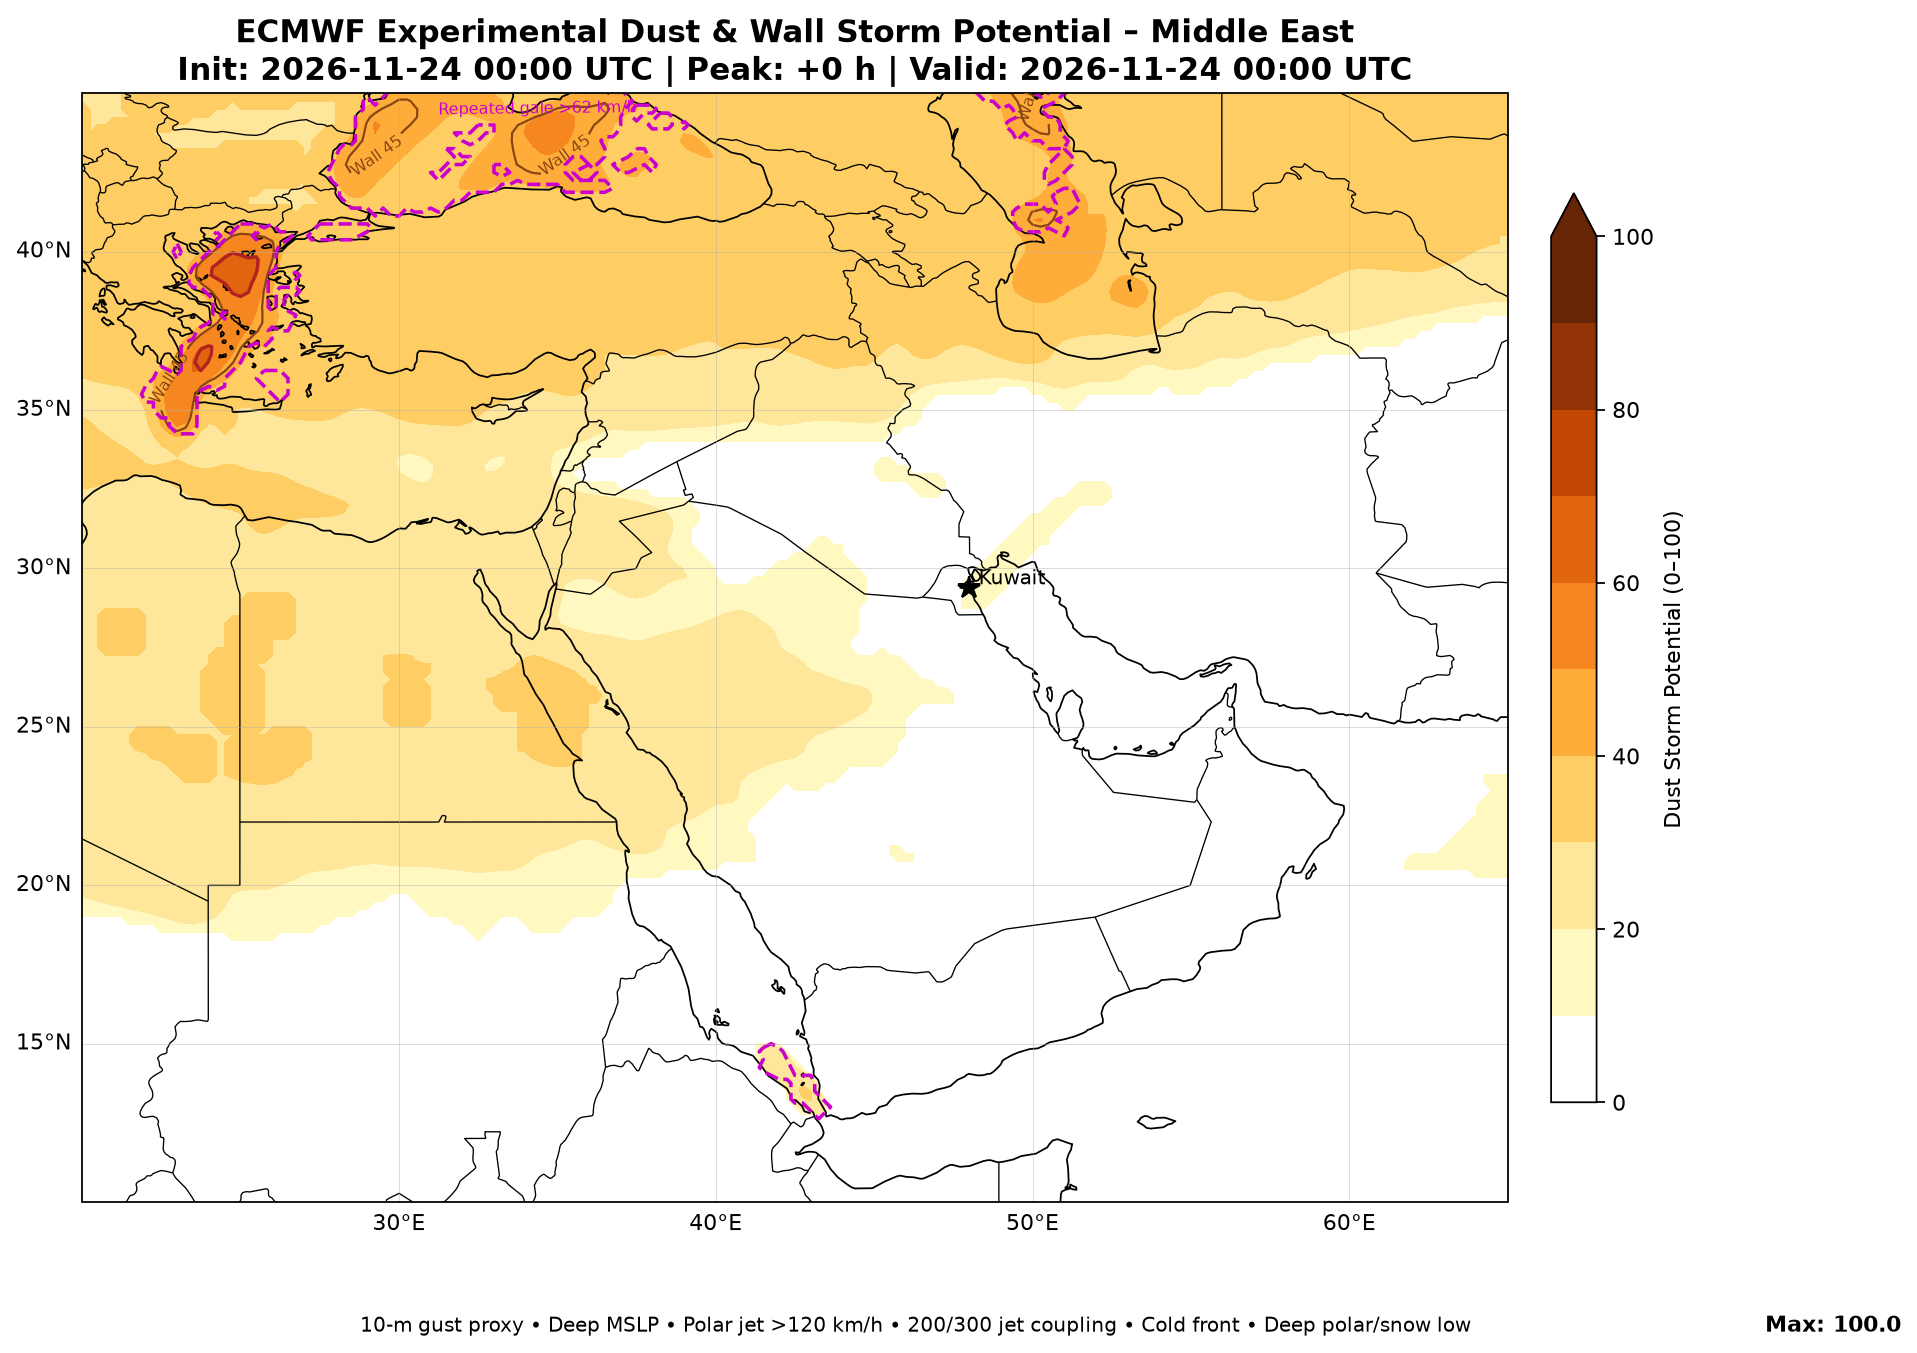 ECMWF Experimental Dust & Wall Storm Potential – Middle East
Init: 2026-11-24 00:00 UTC | Peak: +0 h | Valid: 2026-11-24 00:00 UTC
Repeated gale >62 km/h
Wall 45
Wall 45
Wall 45
Kuwait
40°N
35°N
30°N
25°N
20°N
15°N
30°E
40°E
50°E
60°E
100
80
60
40
20
0
Dust Storm Potential (0–100)
10-m gust proxy • Deep MSLP • Polar jet >120 km/h • 200/300 jet coupling • Cold front • Deep polar/snow low
Max: 100.0